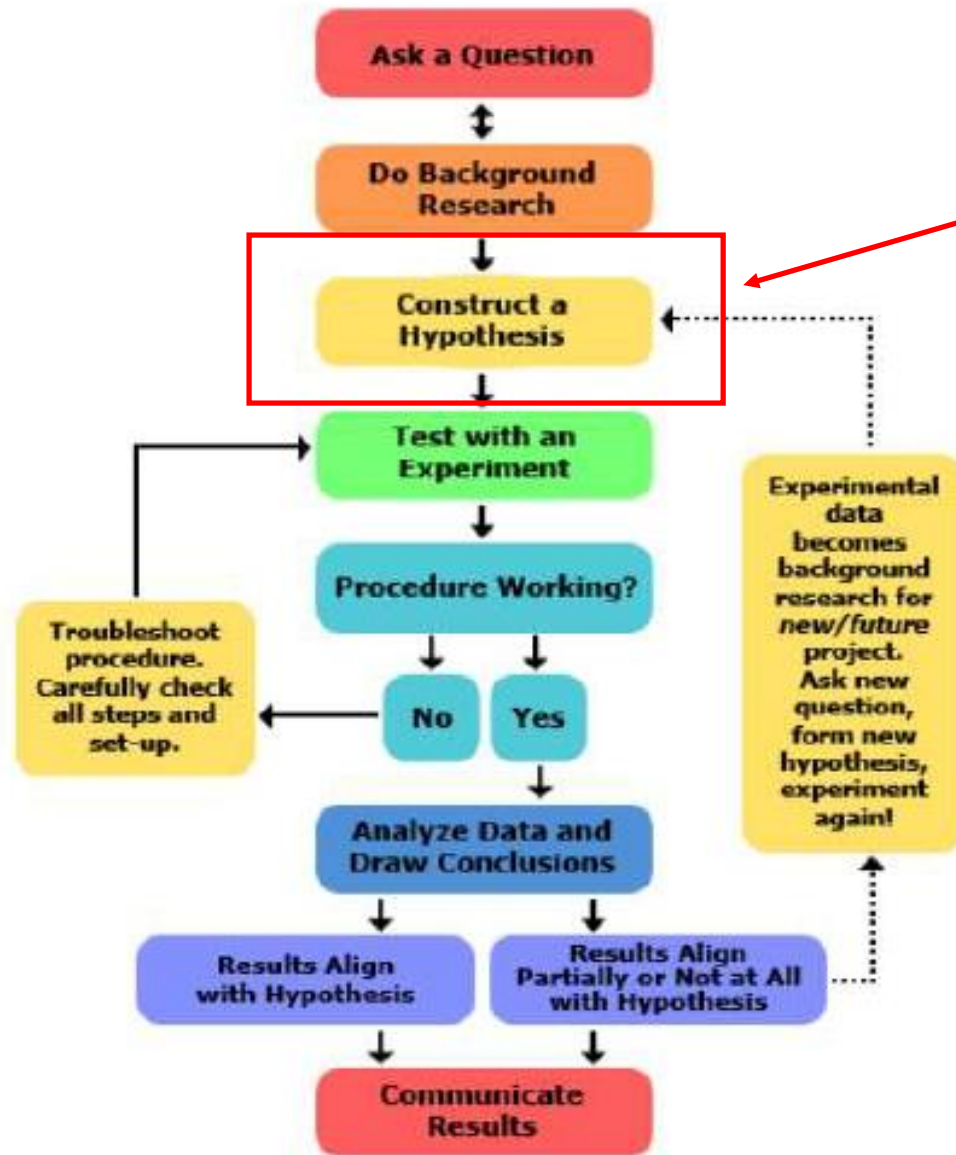 Ask a Question
Do Background
Research
Construct a
Hypothesis
Test with an
Experiment
Procedure Working?
No
Yes
Troubleshoot
procedure.
Carefully check
all steps and
set-up.
Experimental
data
becomes
background
research for
new/future
project.
Ask new
question,
form new
hypothesis,
experiment
again!
Analyze Data and
Draw Conclusions
Results Align
with Hypothesis
Results Align
Partially or Not at All
with Hypothesis
Communicate
Results